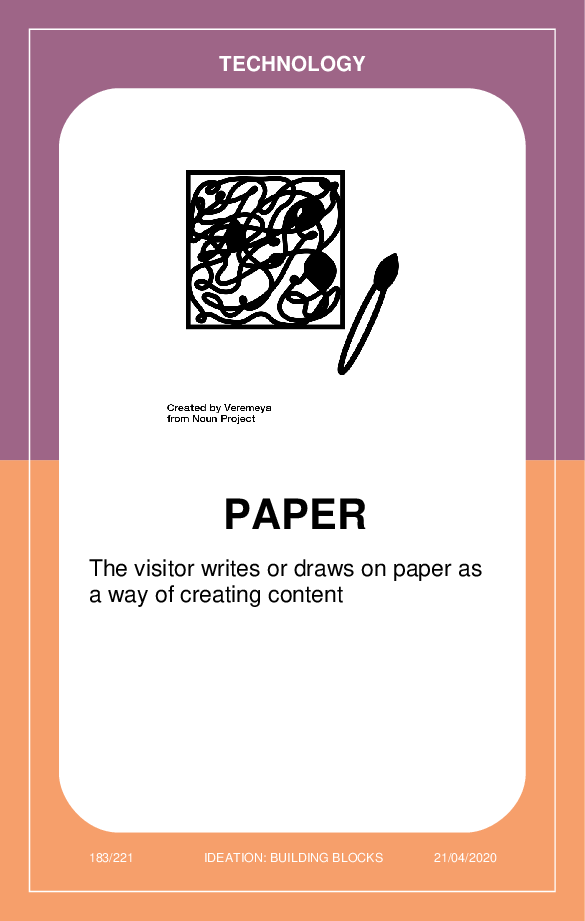 TECHNOLOGY
Created by Veremeya
from Noun Project
PAPER
The visitor writes or draws on paper as
a way of creating content
183/221
IDEATION: BUILDING BLOCKS
21/04/2020